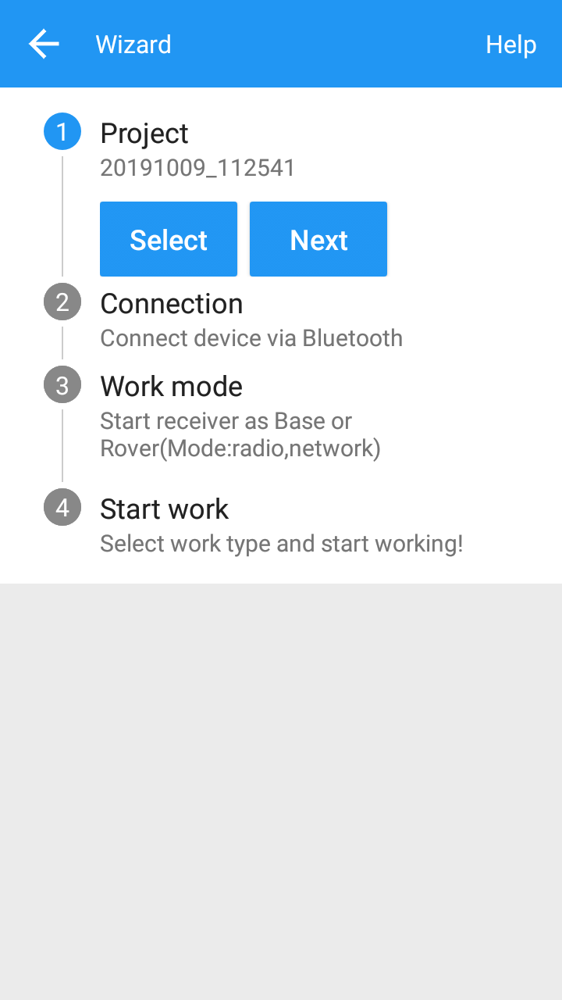 Wizard
Help
1
Project
20191009_112541
Select
Next
2
Connection
Connect device via Bluetooth
3
Work mode
Start receiver as Base or
Rover(Mode:radio,network)
4
Start work
Select work type and start working!